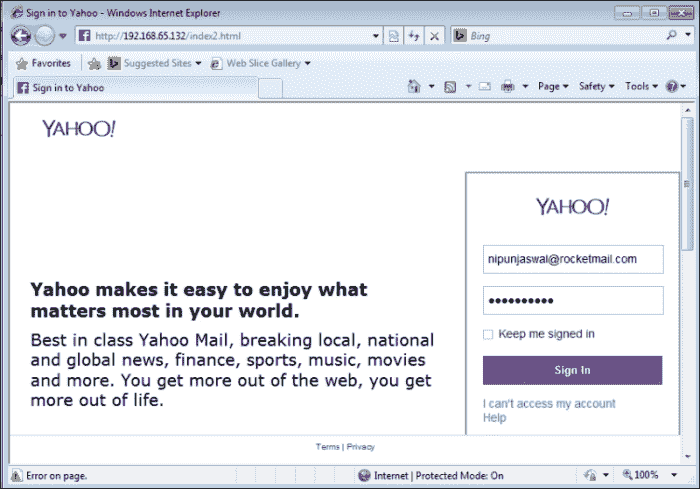 Sign in to Yahoo - Windows Internet Explorer
http://192.168.65.132/index2.html
Bing
Favorites
Suggested Sites
Web Slice Gallery
Sign in to Yahoo
Page
Safety
Tools
YAHOO!
YAHOO!
nipunjaswal@rocketmail.com
Keep me signed in
Sign In
I can't access my account
Help
Yahoo makes it easy to enjoy what
matters most in your world.
Best in class Yahoo Mail, breaking local, national
and global news, finance, sports, music, movies
and more. You get more out of the web, you get
more out of life.
Terms | Privacy
Error on page.
Internet | Protected Mode: On
100%